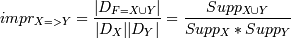 impr_{X=>Y} = \frac{|D_{F=X∪Y}|}{|D_X||D_Y|} = \frac{Supp_{X∪Y}}{Supp_X * Supp_Y}